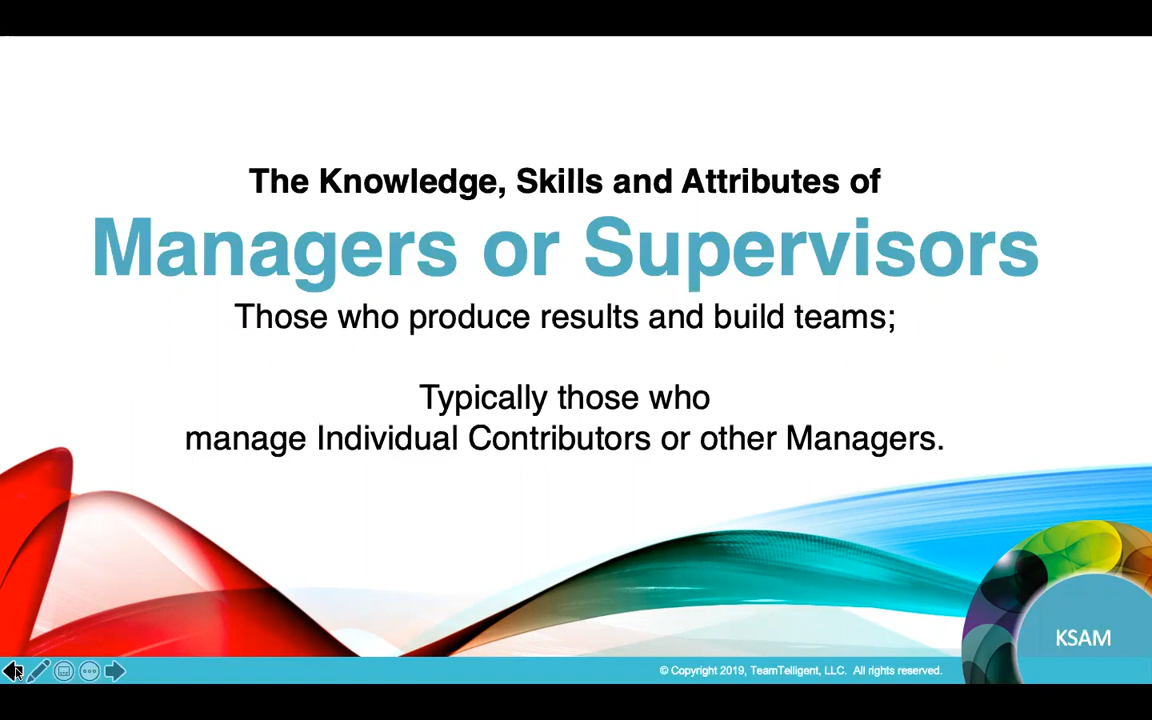 The Knowledge, Skills and Attributes of
Managers or Supervisors
Those who produce results and build teams;
Typically those who
manage Individual Contributors or other Managers.
KSAM
© Copyright 2019, TeamTelligent, LLC. All rights reserved.